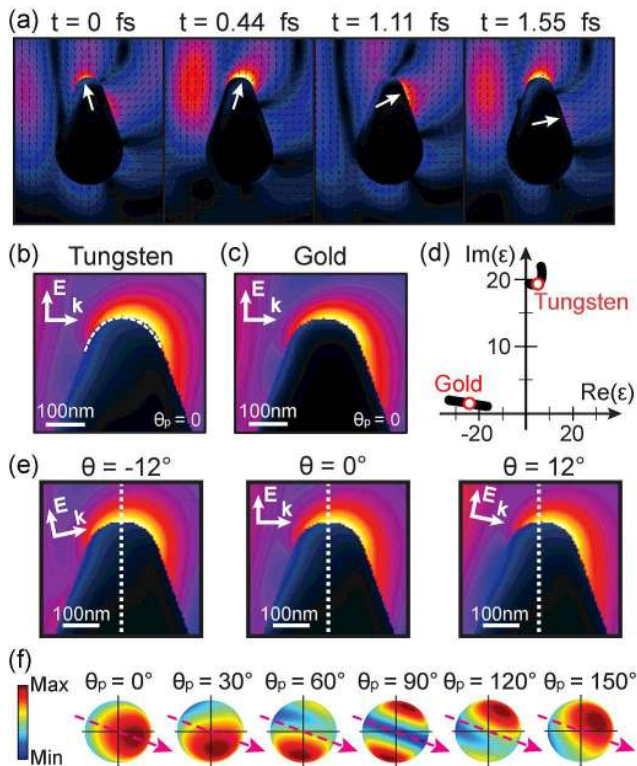 (a) t = 0 fs t = 0.44 fs t = 1.11 fs t = 1.55 fs
(b) Tungsten (c) Gold (d) Im(ε)
E k E k 20
Tungsten
10
Gold Re(ε)
100nm θp = 0 100nm θp = 0 -20 20
(e) θ = -12° θ = 0° θ = 12°
E k E k E k
100nm 100nm 100nm
(f) θp = 0° θp = 30° θp = 60° θp = 90° θp = 120° θp = 150°
Max
Min